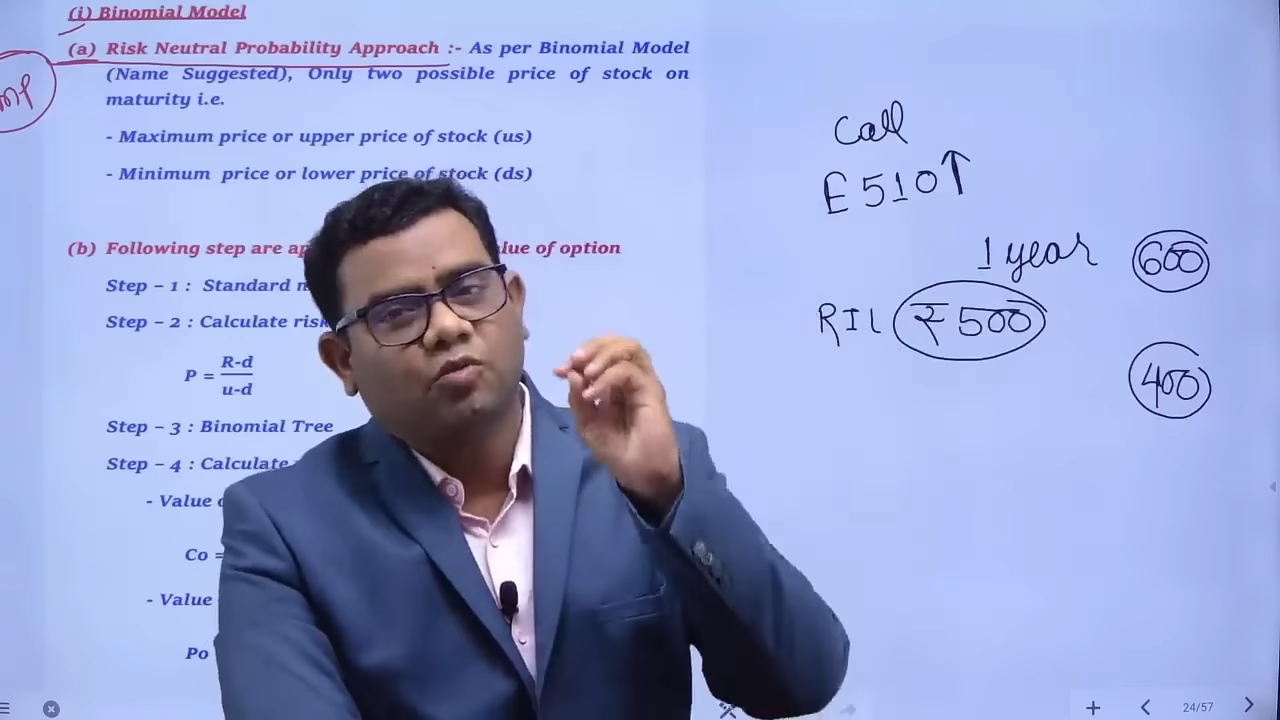 (i) Binomial Model
(a) Risk Neutral Probability Approach :- As per Binomial Model
(Name Suggested), Only two possible price of stock on
maturity i.e.
- Maximum price or upper price of stock (us)
- Minimum price or lower price of stock (ds)
(b) Following step are
of option
Step – 1 : Standard
Step – 2 : Calculate
P = R-d
u-d
Step – 3 : Binomial Tree
Step – 4 : Calculate
- Value
Co =
- Value
Po
Call
E 510↑
1 year 600
RIL ₹500
400
24/57